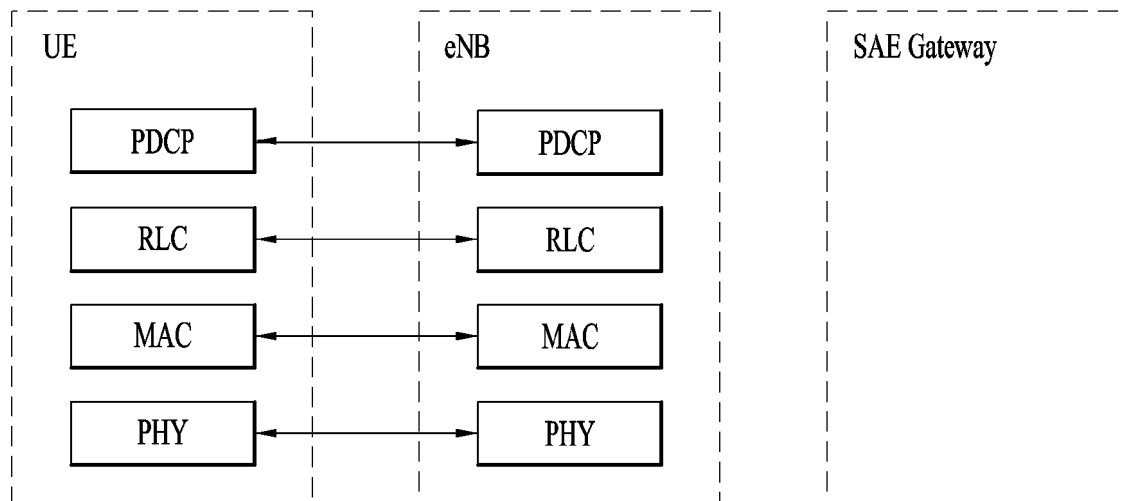 UE
eNB
SAE Gateway
PDCP
PDCP
RLC
RLC
MAC
MAC
PHY
PHY